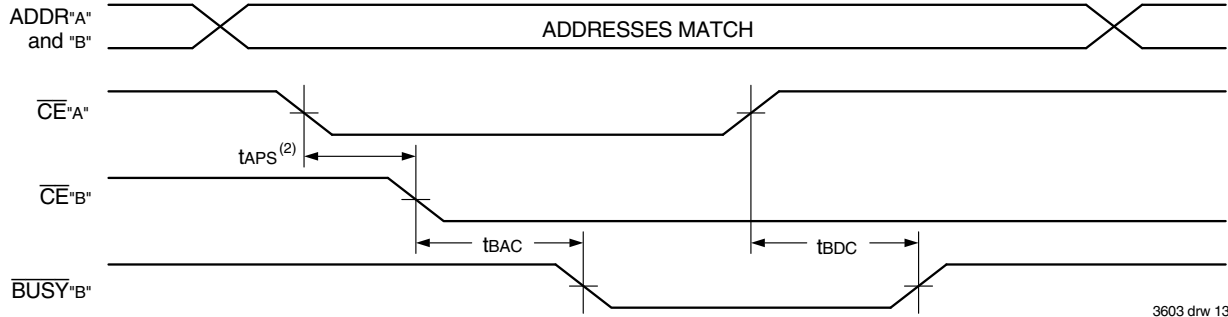 ADDR"A"
and "B"
ADDRESSES MATCH
CE"A"
tAPS(2)
CE"B"
tBAC
tBDC
BUSY"B"
3603 drw 13